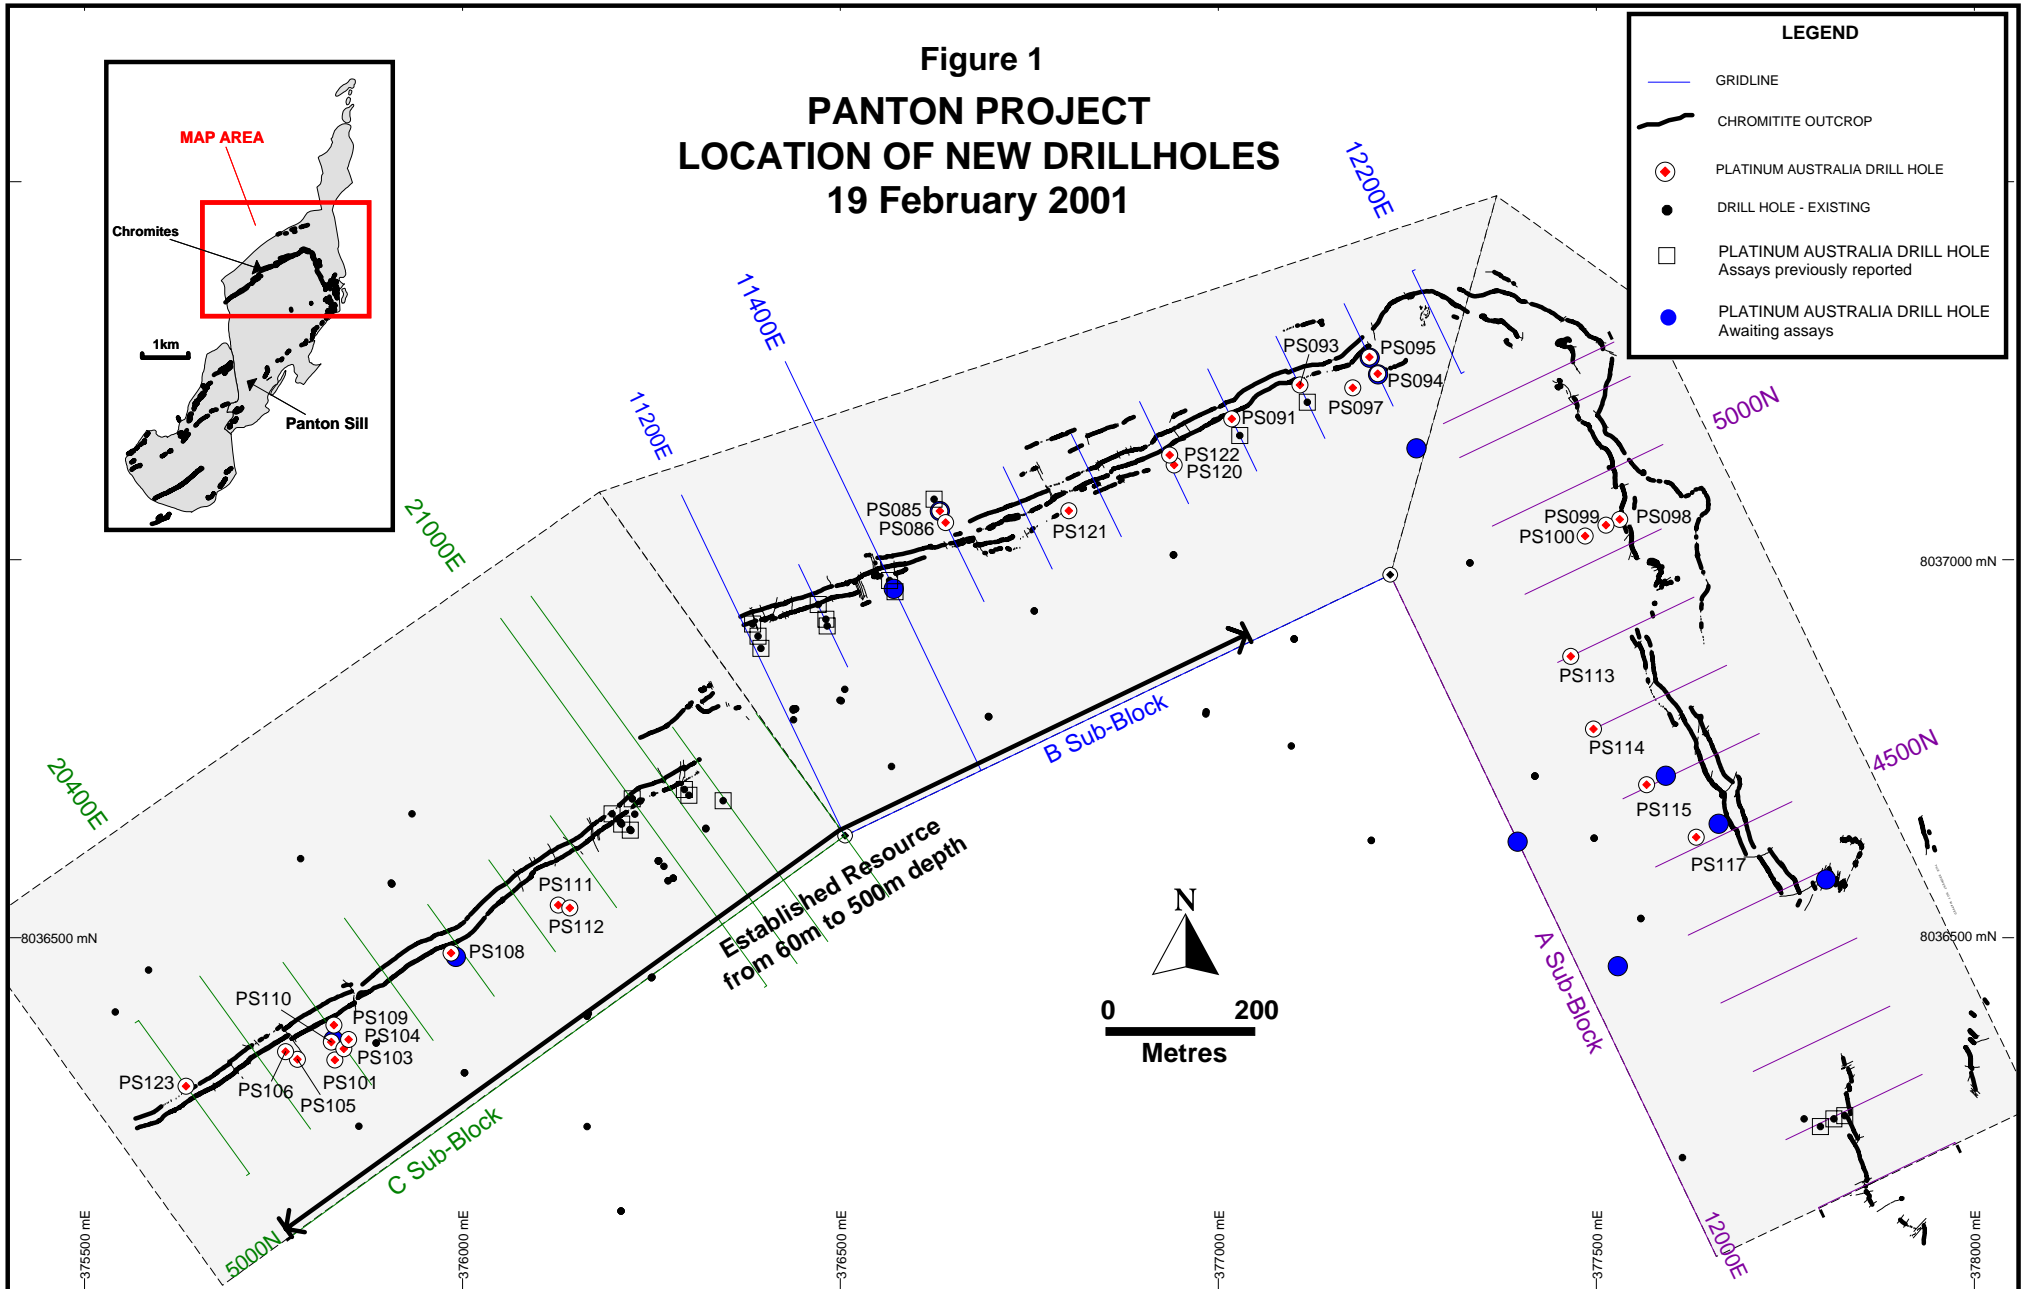 Figure 1
PANTON PROJECT
LOCATION OF NEW DRILLHOLES
19 February 2001
LEGEND
GRIDLINE
CHROMITITE OUTCROP
PLATINUM AUSTRALIA DRILL HOLE
DRILL HOLE - EXISTING
PLATINUM AUSTRALIA DRILL HOLE
Assays previously reported
PLATINUM AUSTRALIA DRILL HOLE
Awaiting assays
MAP AREA
Chromites
1km
Panton Sill
12200E
11400E
11200E
21000E
20400E
5000N
4500N
PS093
PS095
PS094
PS097
PS091
PS122
PS120
PS085
PS086
PS121
PS099
PS098
PS100
8037000 mN
PS113
PS114
PS115
PS117
B Sub-Block
Established Resource
from 60m to 500m depth
PS111
PS112
PS108
8036500 mN
8036500 mN
PS110
PS109
PS104
PS103
PS101
PS106
PS105
PS123
A Sub-Block
C Sub-Block
N
0 200
Metres
5000N
12000E
375500 mE
376000 mE
376500 mE
377000 mE
377500 mE
378000 mE